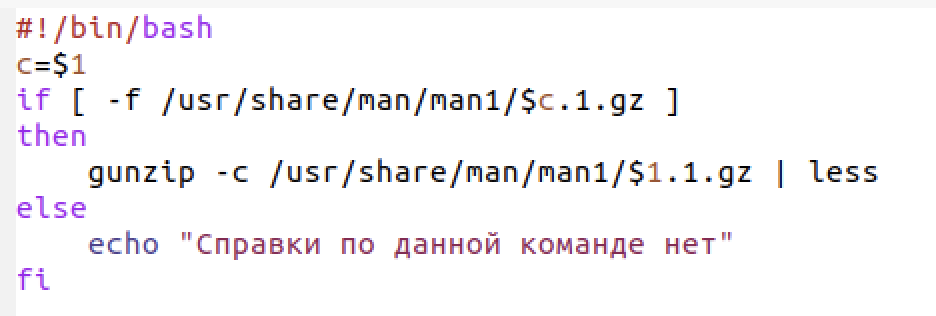 #!/bin/bash
c=$1
if [ -f /usr/share/man/man1/$c.1.gz ]
then
    gunzip -c /usr/share/man/man1/$1.1.gz | less
else
    echo "Справки по данной команде нет"
fi